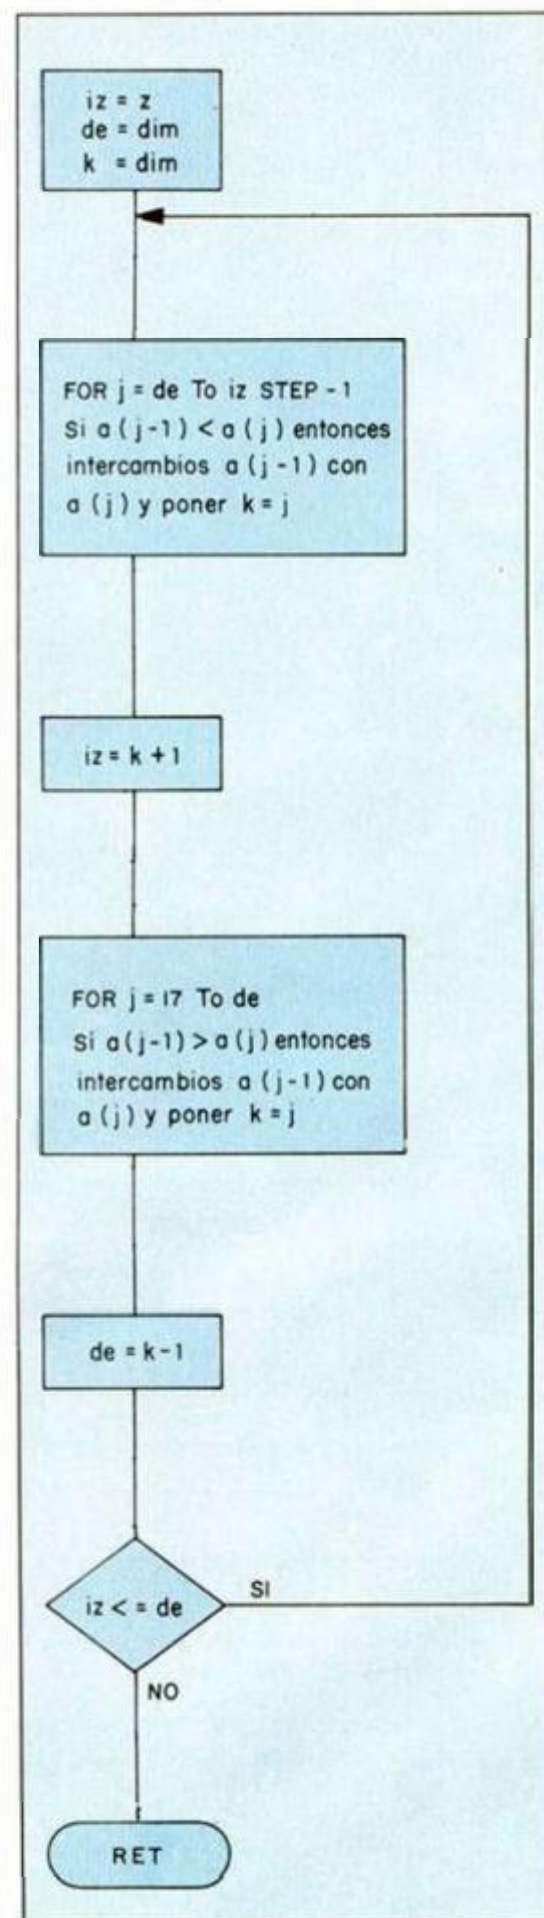 iz = z
de = dim
k = dim
FOR j = de To iz STEP - 1
Si a (j-1) < a (j) entonces
intercambios a (j-1) con
a (j) y poner k = j
iz = k + 1
FOR j = 17 To de
Si a (j-1) > a (j) entonces
intercambios a (j-1) con
a (j) y poner k = j
de = k - 1
iz < = de
SI
NO
RET